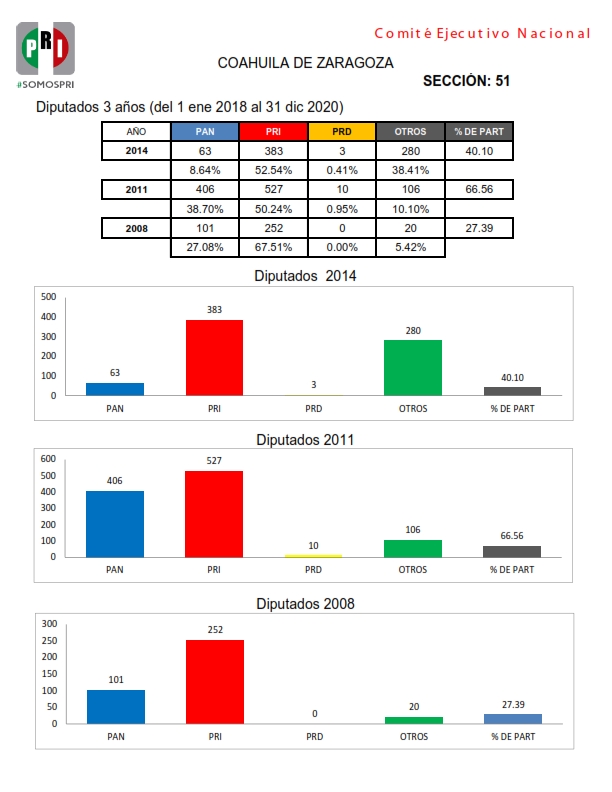 PRI
#SOMOSPRI
Comité Ejecutivo Nacional
COAHUILA DE ZARAGOZA
SECCIÓN: 51
Diputados 3 años (del 1 ene 2018 al 31 dic 2020)
AÑO PAN PRI PRD OTROS % DE PART
2014 63 383 3 280 40.10
8.64% 52.54% 0.41% 38.41%
2011 406 527 10 106 66.56
38.70% 50.24% 0.95% 10.10%
2008 101 252 0 20 27.39
27.08% 67.51% 0.00% 5.42%
Diputados 2014
500
400
300
200
100
0
63 383 3 280 40.10
PAN PRI PRD OTROS % DE PART
Diputados 2011
600
500
400
300
200
100
0
406 527 10 106 66.56
PAN PRI PRD OTROS % DE PART
Diputados 2008
300
250
200
150
100
50
0
101 252 0 20 27.39
PAN PRI PRD OTROS % DE PART